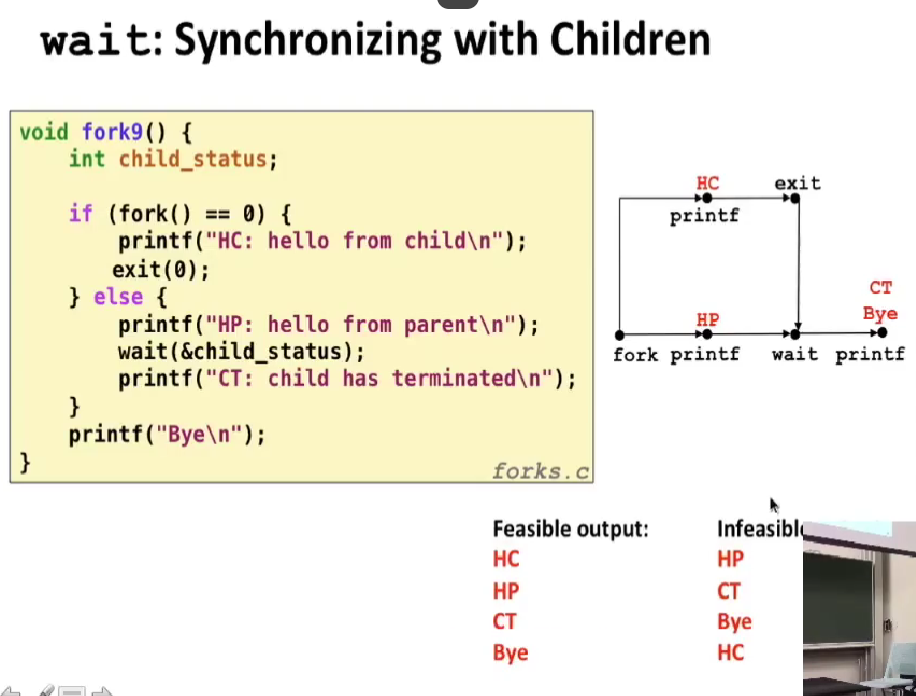 wait: Synchronizing with Children
void fork9() {
int child_status;
if (fork() == 0) {
printf("HC: hello from child\n");
exit(0);
} else {
printf("HP: hello from parent\n");
wait(&child_status);
printf("CT: child has terminated\n");
}
printf("Bye\n");
}
forks.c
HC
exit
printf
CT
HP
Bye
fork printf wait printf
Feasible output:
HC
HP
CT
Bye
HP
CT
Bye
HC